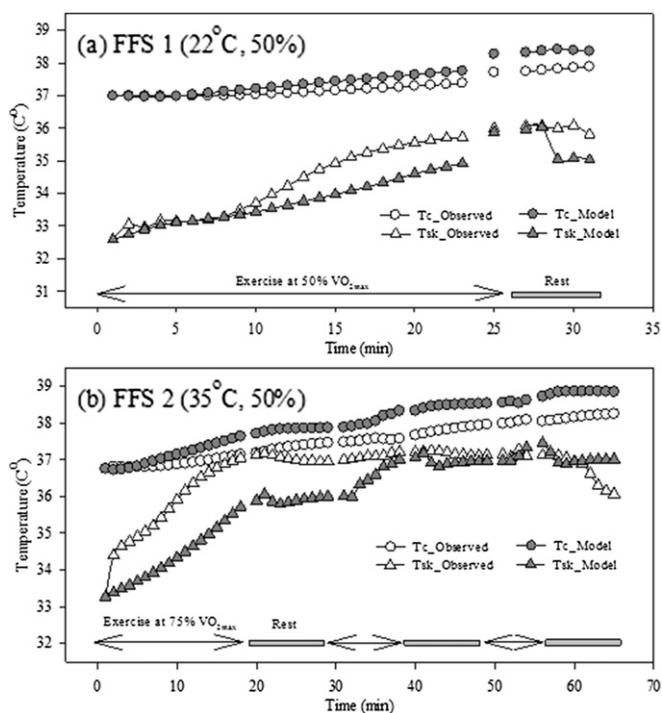 (a) FFS 1 (22°C, 50%)
Temperature (C°)
39
38
37
36
35
34
33
32
31
Tc_Observed Tc_Model
Tsk_Observed Tsk_Model
Exercise at 50% VO2max Rest
0 5 10 15 20 25 30 35
Time (min)
(b) FFS 2 (35°C, 50%)
Temperature (C°)
39
38
37
36
35
34
33
32
Tc_Observed Tc_Model
Tsk_Observed Tsk_Model
Exercise at 75% VO2max Rest
0 10 20 30 40 50 60 70
Time (min)